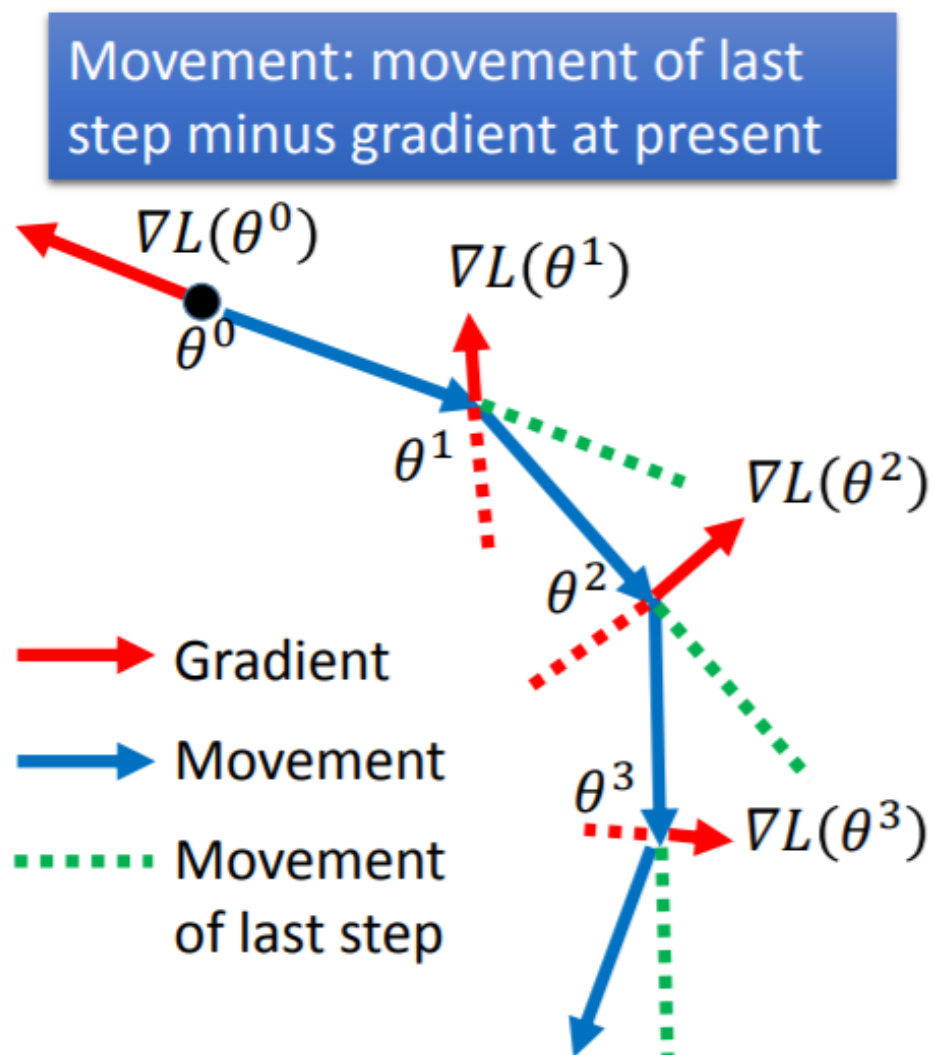 Movement: movement of last
step minus gradient at present
∇L(θ⁰)
∇L(θ¹)
θ⁰
θ¹
∇L(θ²)
θ²
Gradient
Movement
θ³
∇L(θ³)
Movement
of last step